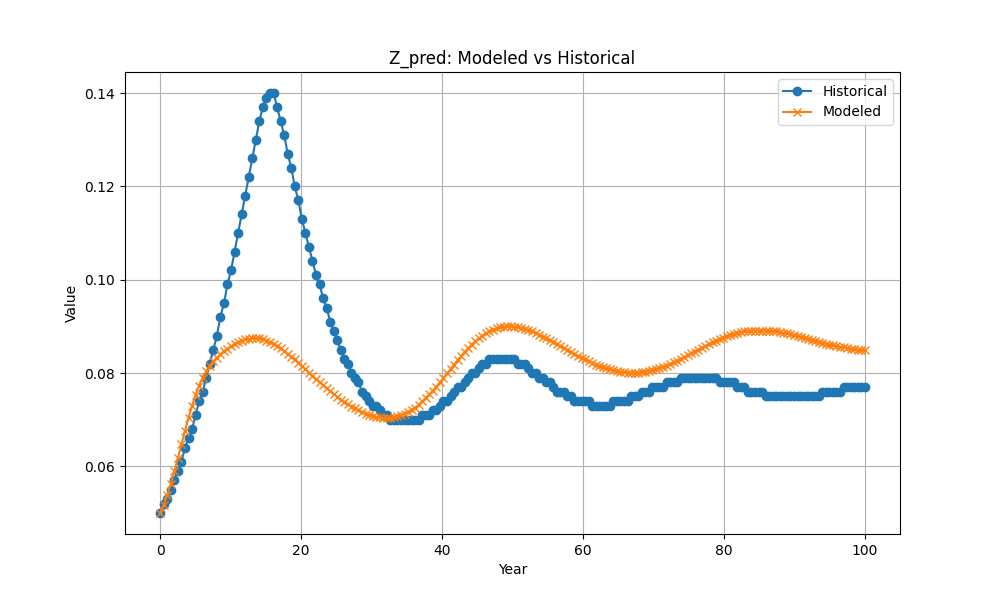 Z_pred: Modeled vs Historical
Historical
Modeled
0.14
0.12
0.10
0.08
0.06
Value
0 20 40 60 80 100
Year